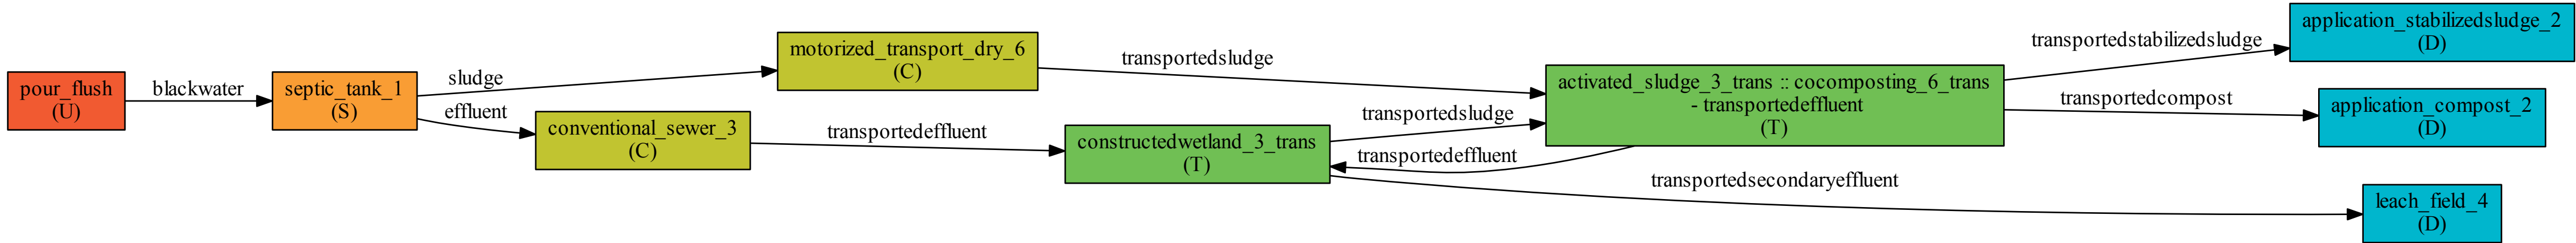 pour_flush
(U)
blackwater
septic_tank_1
(S)
sludge
effluent
motorized_transport_dry_6
(C)
conventional_sewer_3
(C)
transportedsludge
transportedeffluent
constructedwetland_3_trans
(T)
transportedsludge
transportedeffluent
activated_sludge_3_trans :: cocomposting_6_trans
- transportedeffluent
(T)
transportedsecondaryeffluent
transportedstabilizedsludge
transportedcompost
application_stabilizedsludge_2
(D)
application_compost_2
(D)
leach_field_4
(D)